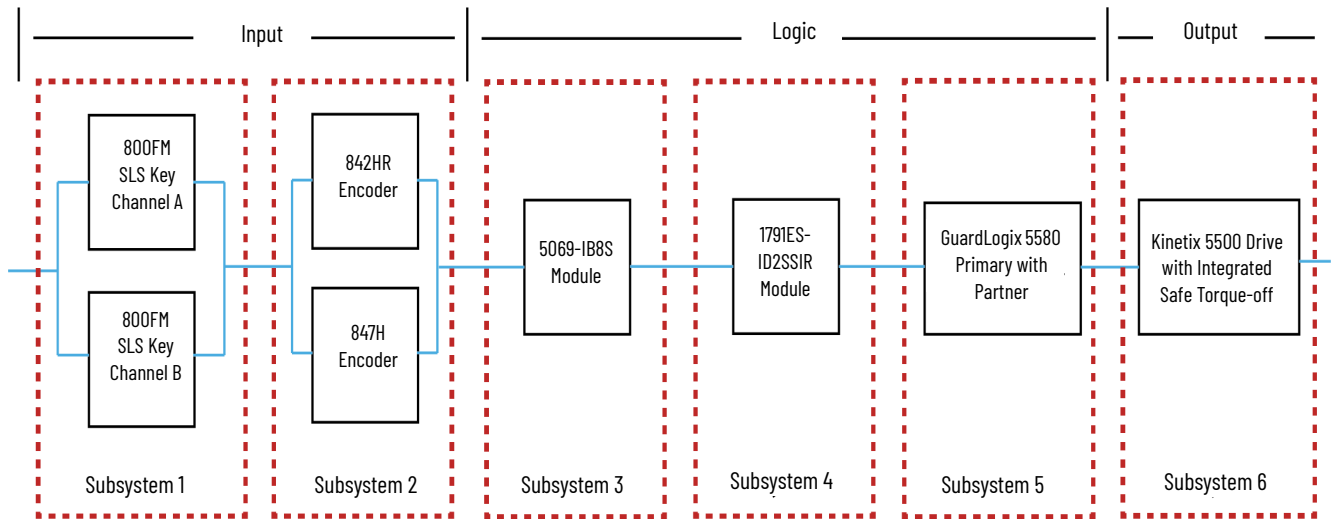 Input
Logic
Output
800FM
SLS Key
Channel A
800FM
SLS Key
Channel B
842HR
Encoder
847H
Encoder
5069-IB8S
Module
1791ES-
ID2SSIR
Module
GuardLogix 5580
Primary with
Partner
Kinetix 5500 Drive
with Integrated
Safe Torque-off
Subsystem 1
Subsystem 2
Subsystem 3
Subsystem 4
Subsystem 5
Subsystem 6